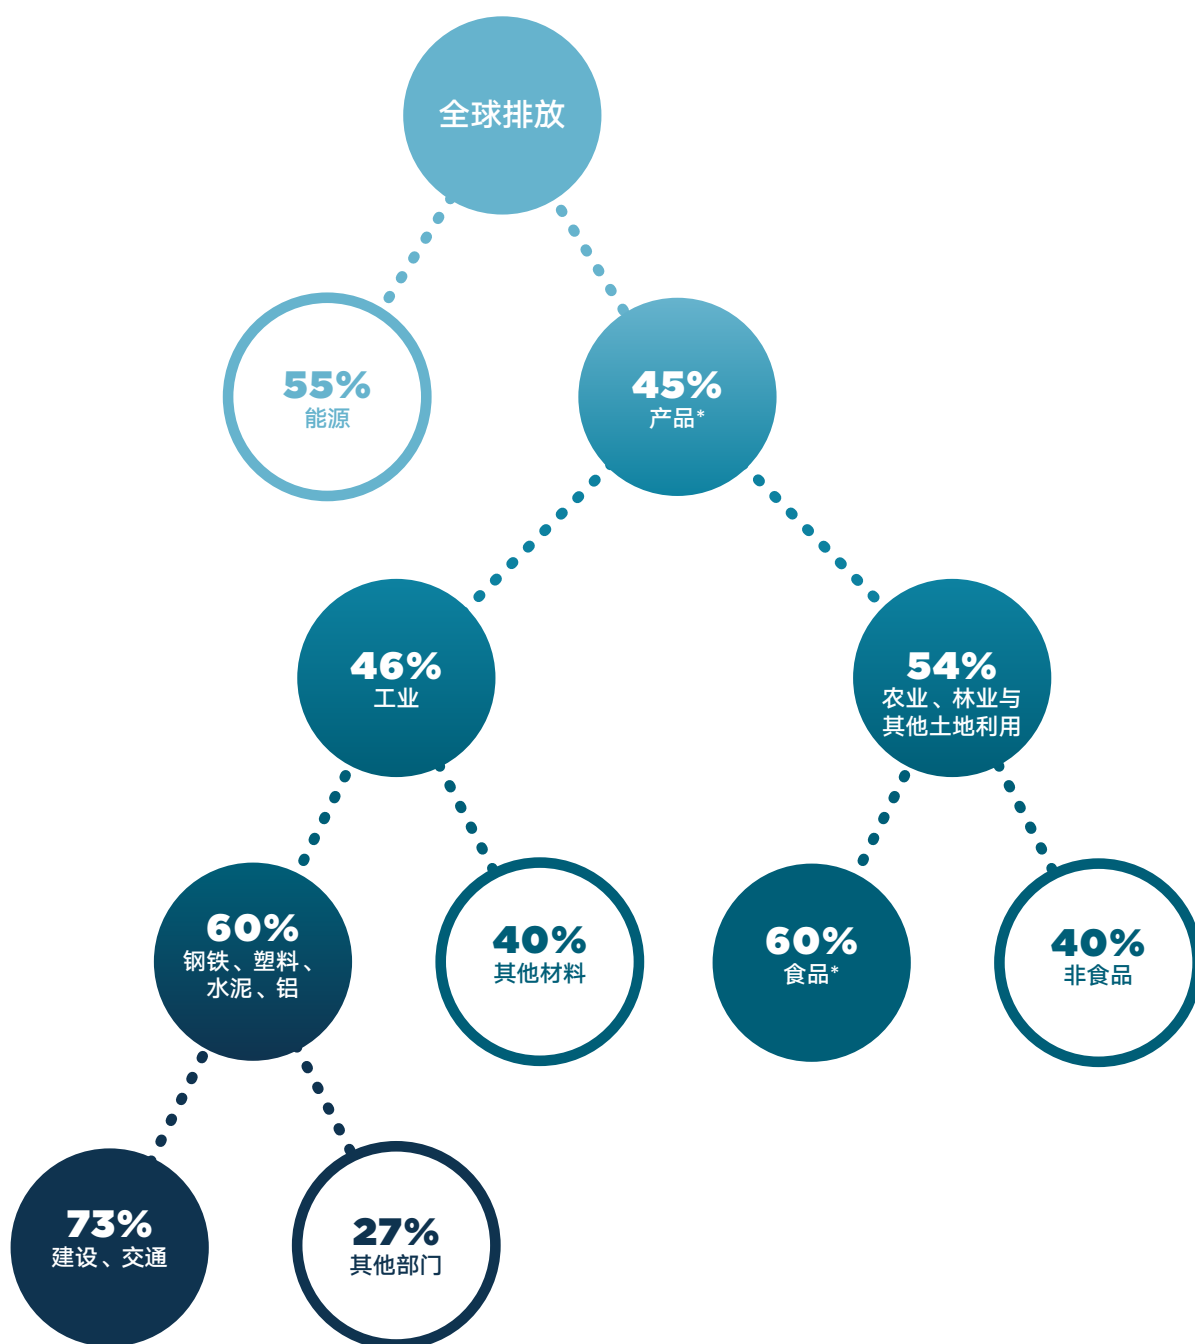 全球排放
55%
能源
45%
产品*
46%
工业
54%
农业、林业与
其他土地利用
60%
钢铁、塑料、
水泥、铝
40%
其他材料
60%
食品*
40%
非食品
73%
建设、交通
27%
其他部门